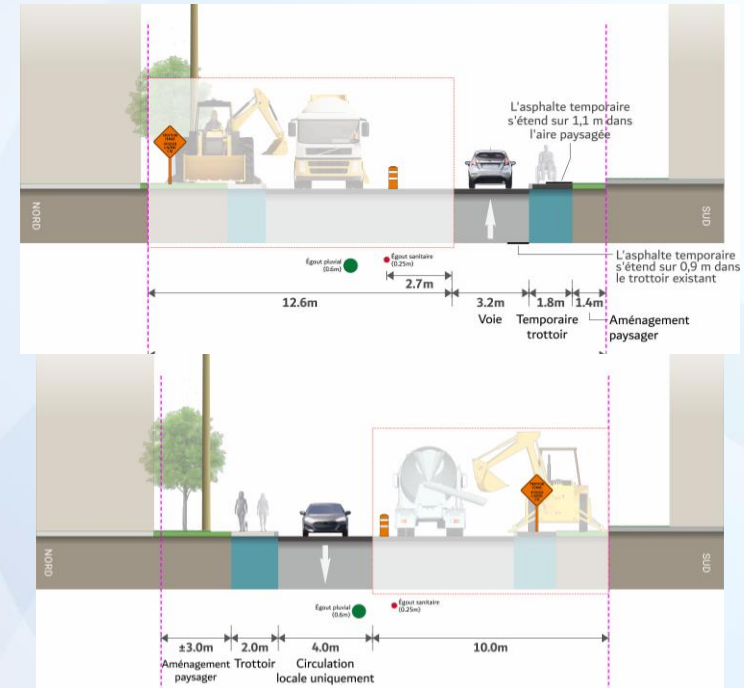 L'asphalte temporaire
s'étend sur 1,1 m dans
l'aire paysagée
NORD
SUD
Égout pluvial
(0.6m)
Égout sanitaire
(0.25m)
L'asphalte temporaire
s'étend sur 0,9 m dans
le trottoir existant
2.7m
12.6m
3.2m
1.8m
1.4m
Voie
Temporaire
trottoir
Aménagement
paysager
NORD
SUD
Égout pluvial
(0.6m)
Égout sanitaire
(0.25m)
±3.0m
2.0m
4.0m
10.0m
Aménagement
paysager
Trottoir
Circulation
locale uniquement